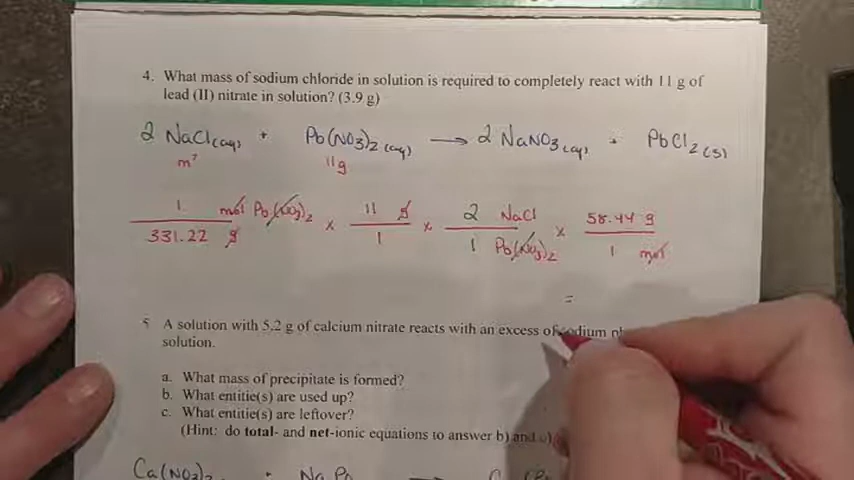 4. What mass of sodium chloride in solution is required to completely react with 11 g of
lead (II) nitrate in solution? (3.9 g)
2 NaCl(aq) + Pb(NO3)2 (aq) → 2 NaNO3 (aq) + PbCl2 (s)
m? 11g
1 mol Pb(NO3)2 × 11 g × 2 NaCl × 58.44 g
331.22 g 1 1 Pb(NO3)2 1 mol
=
5. A solution with 5.2 g of calcium nitrate reacts with an excess of sodium
solution.
a. What mass of precipitate is formed?
b. What entitie(s) are used up?
c. What entitie(s) are leftover?
(Hint: do total- and net-ionic equations to answer b) and c)
Ca(NO3)2 +